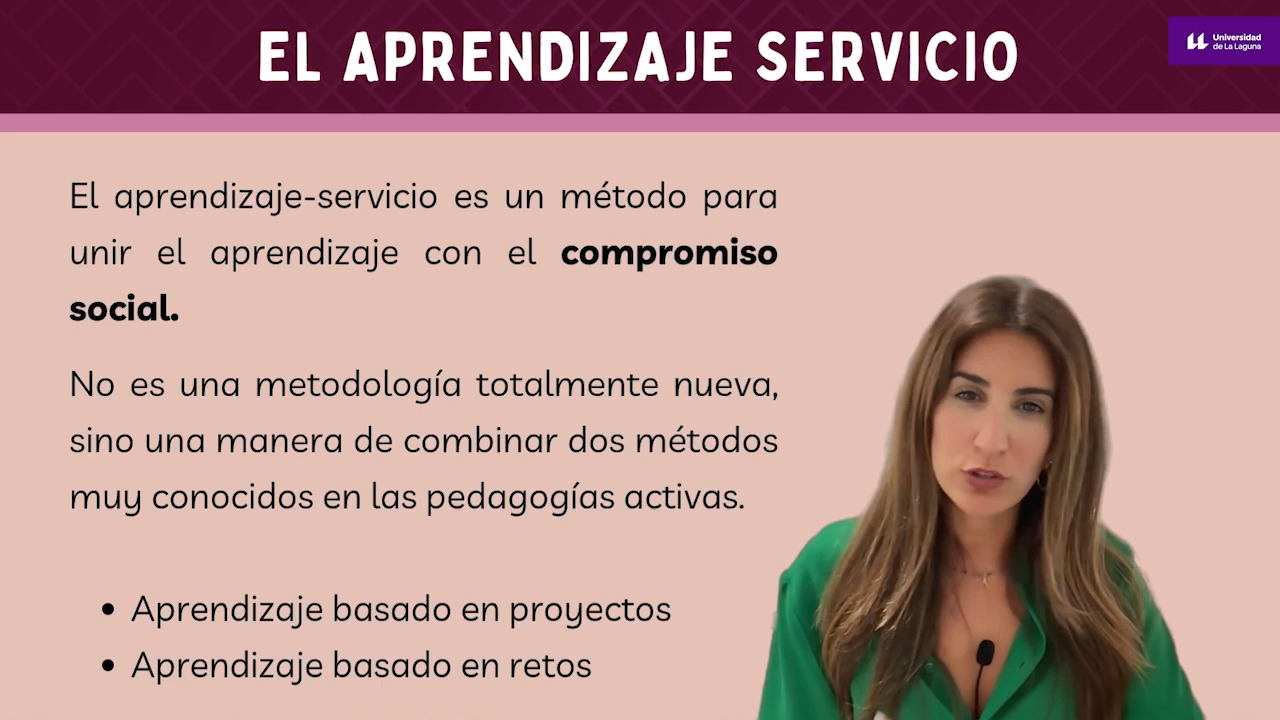 EL APRENDIZAJE SERVICIO
Universidad
de La Laguna
El aprendizaje-servicio es un método para
unir el aprendizaje con el compromiso
social.
No es una metodología totalmente nueva,
sino una manera de combinar dos métodos
muy conocidos en las pedagogías activas.
• Aprendizaje basado en proyectos
• Aprendizaje basado en retos